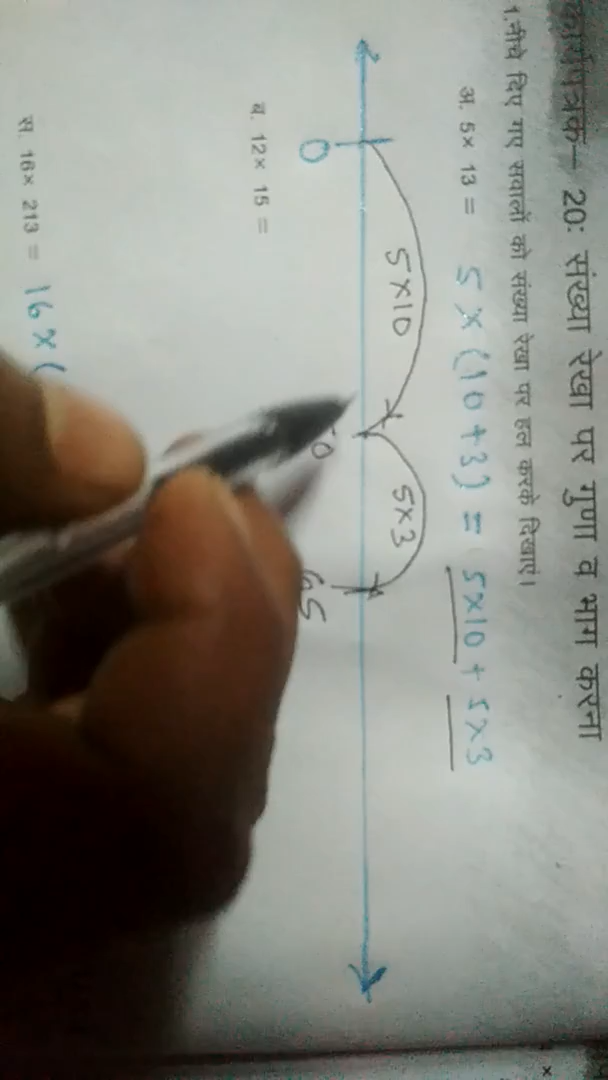 कार्यपत्रक– 20: संख्या रेखा पर गुणा व भाग करना
1.नीचे दिए गए सवालों को संख्या रेखा पर हल करके दिखाएं।
अ. 5× 13 = 5 × (10+3) = 5×10 + 5×3
5×10 5×3
0 50 65
ब. 12× 15 =
स. 16× 213 = 16 × (